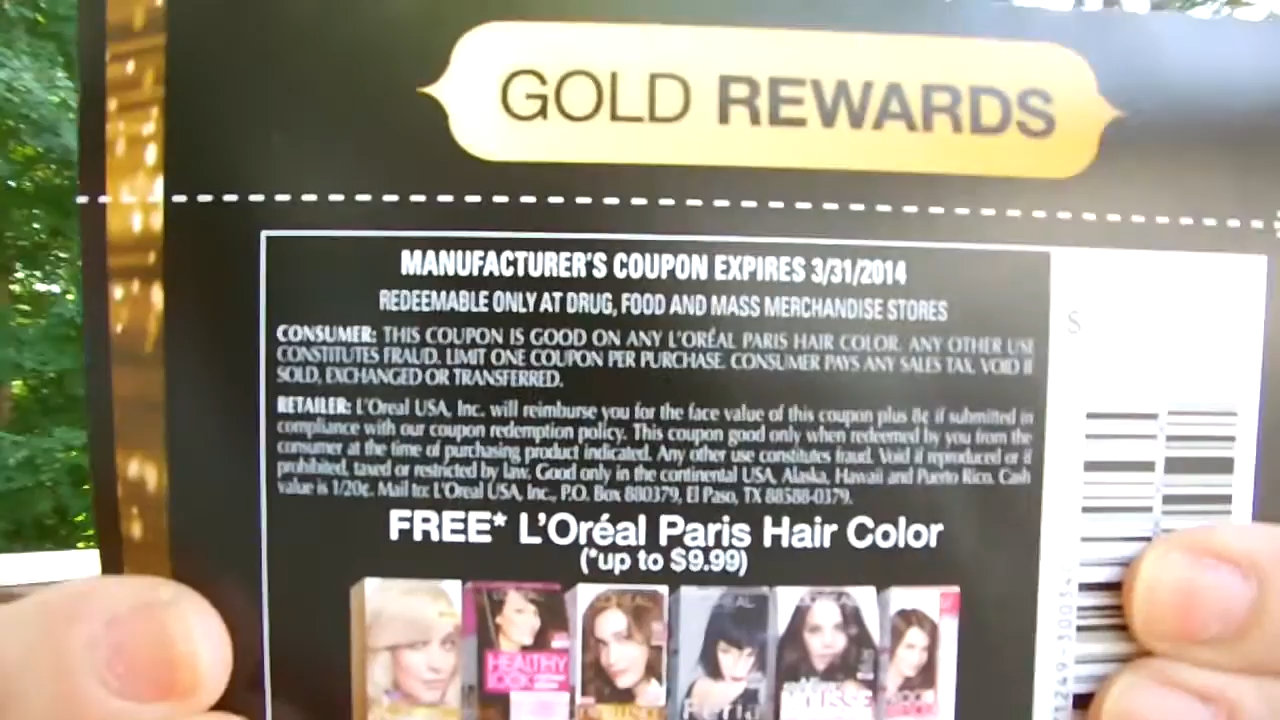 GOLD REWARDS
MANUFACTURER'S COUPON EXPIRES 3/31/2014
REDEEMABLE ONLY AT DRUG, FOOD AND MASS MERCHANDISE STORES
CONSUMER: THIS COUPON IS GOOD ON ANY L'ORÉAL PARIS HAIR COLOR. ANY OTHER USE
CONSTITUTES FRAUD. LIMIT ONE COUPON PER PURCHASE. CONSUMER PAYS ANY SALES TAX. VOID IF
SOLD, EXCHANGED OR TRANSFERRED.
RETAILER: L'Oreal USA, Inc. will reimburse you for the face value of this coupon plus 8¢ if submitted in
compliance with our coupon redemption policy. This coupon good only when redeemed by you from the
consumer at the time of purchasing product indicated. Any other use constitutes fraud. Void if reproduced or if
prohibited, taxed or restricted by law. Good only in the continental USA, Alaska, Hawaii and Puerto Rico. Cash
value is 1/20¢. Mail to: L'Oreal USA, Inc., P.O. Box 880379, El Paso, TX 88588-0379.
FREE* L'Oréal Paris Hair Color
(*up to $9.99)
$
HEALTHY
LOOK